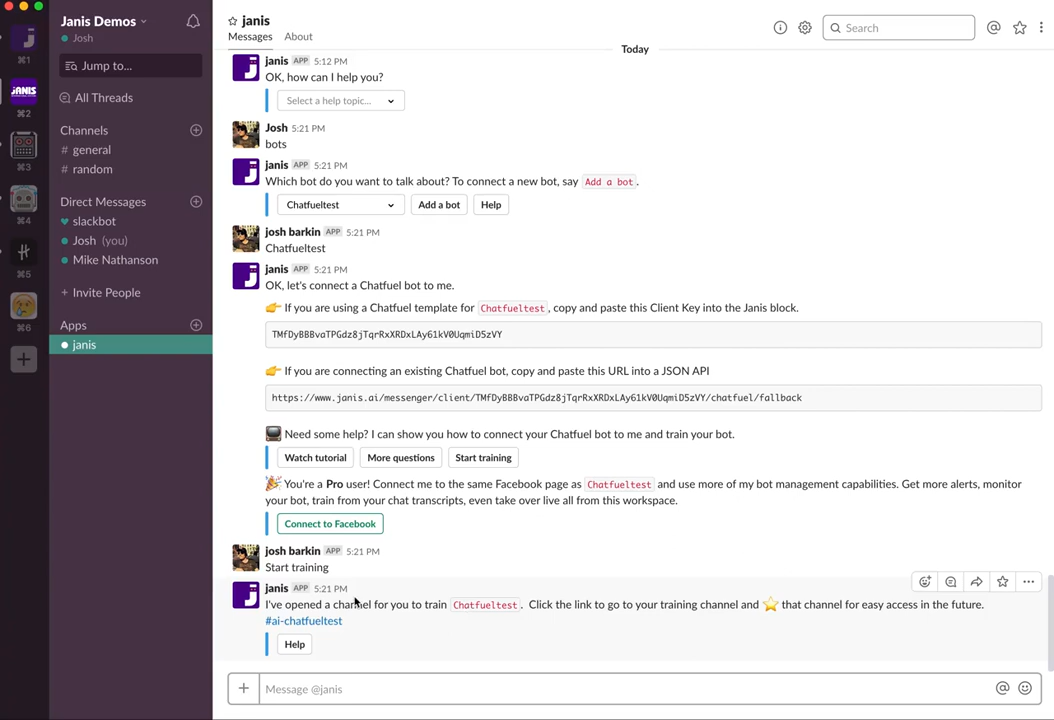 Janis Demos
Josh
Jump to...
All Threads
Channels
# general
# random
Direct Messages
slackbot
Josh (you)
Mike Nathanson
+ Invite People
Apps
janis
⌘1
JANIS
⌘2
⌘3
⌘4
⌘5
⌘6
janis
Messages About
Search
Today
janis APP 5:12 PM
OK, how can I help you?
Select a help topic...
Josh 5:21 PM
bots
janis APP 5:21 PM
Which bot do you want to talk about? To connect a new bot, say Add a bot.
Chatfueltest Add a bot Help
josh barkin APP 5:21 PM
Chatfueltest
janis APP 5:21 PM
OK, let's connect a Chatfuel bot to me.
👉 If you are using a Chatfuel template for Chatfueltest, copy and paste this Client Key into the Janis block.
TMfDyBBBvaTPGdz8jTqrRxXRDxLAy61kV0UqmiD5zVY
👉 If you are connecting an existing Chatfuel bot, copy and paste this URL into a JSON API
https://www.janis.ai/messenger/client/TMfDyBBBvaTPGdz8jTqrRxXRDxLAy61kV0UqmiD5zVY/chatfuel/fallback
Need some help? I can show you how to connect your Chatfuel bot to me and train your bot.
Watch tutorial More questions Start training
🎉 You're a Pro user! Connect me to the same Facebook page as Chatfueltest and use more of my bot management capabilities. Get more alerts, monitor
your bot, train from your chat transcripts, even take over live all from this workspace.
Connect to Facebook
josh barkin APP 5:21 PM
Start training
janis APP 5:21 PM
I've opened a channel for you to train Chatfueltest. Click the link to go to your training channel and ⭐ that channel for easy access in the future.
#ai-chatfueltest
Help
Message @janis